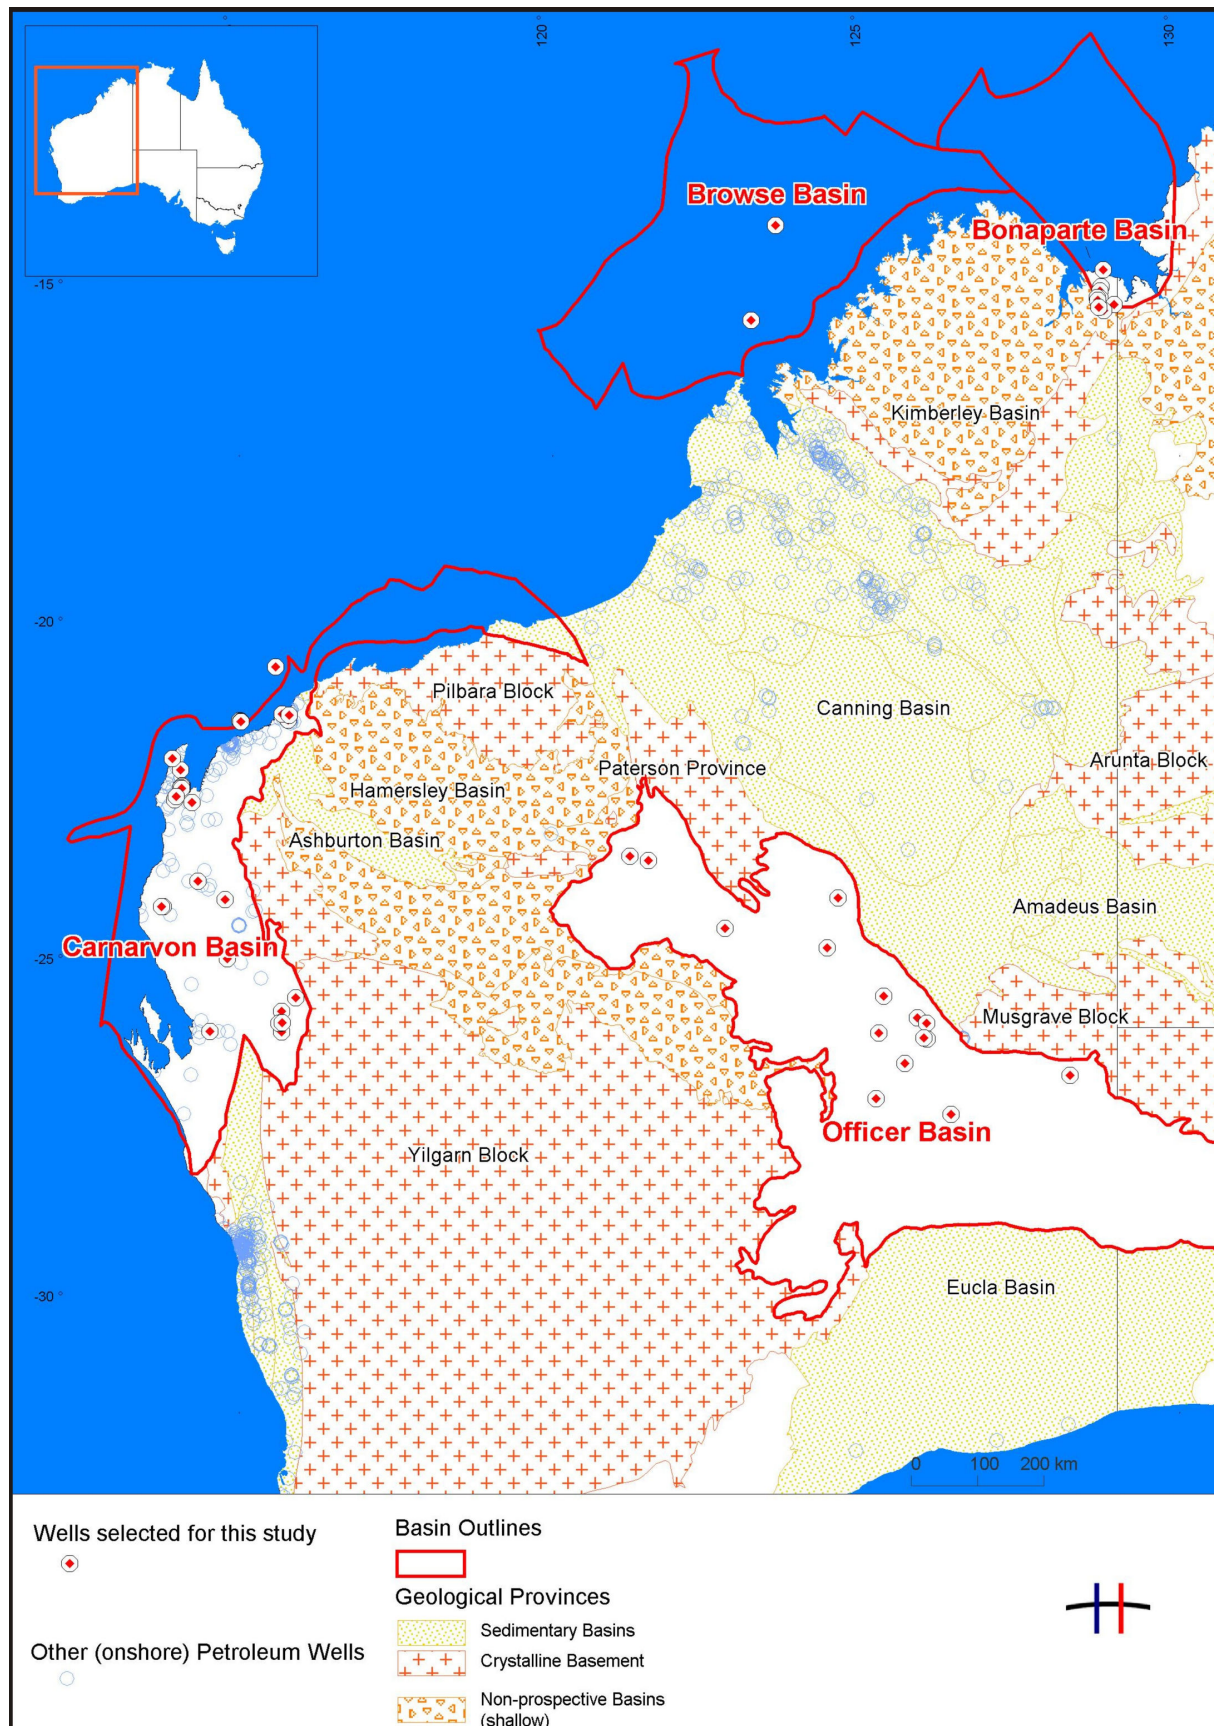 120
125
130
Browse Basin
Bonaparte Basin
-15 °
Kimberley Basin
-20 °
Pilbara Block
Canning Basin
Arunta Block
Paterson Province
Hamersley Basin
Ashburton Basin
Amadeus Basin
Carnarvon Basin
-25 °
Musgrave Block
Officer Basin
Yilgarn Block
Eucla Basin
-30 °
0 100 200 km
Wells selected for this study
Other (onshore) Petroleum Wells
Basin Outlines
Geological Provinces
Sedimentary Basins
Crystalline Basement
Non-prospective Basins
(shallow)